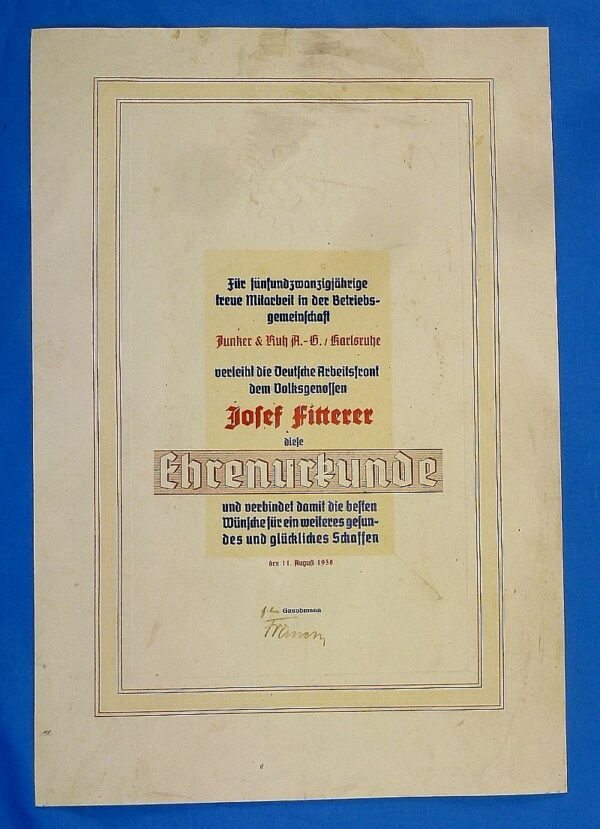 Für fünfundzwanzigjährige
treue Mitarbeit in der Betriebs-
gemeinschaft
Junker & Ruh A.-G. / Karlsruhe
verleiht die Deutsche Arbeitsfront
dem Volksgenossen
Josef Fitterer
diese
Ehrenurkunde
und verbindet damit die besten
Wünsche für ein weiteres gesun-
des und glückliches Schaffen
den 11. August 1938
Gauobmann